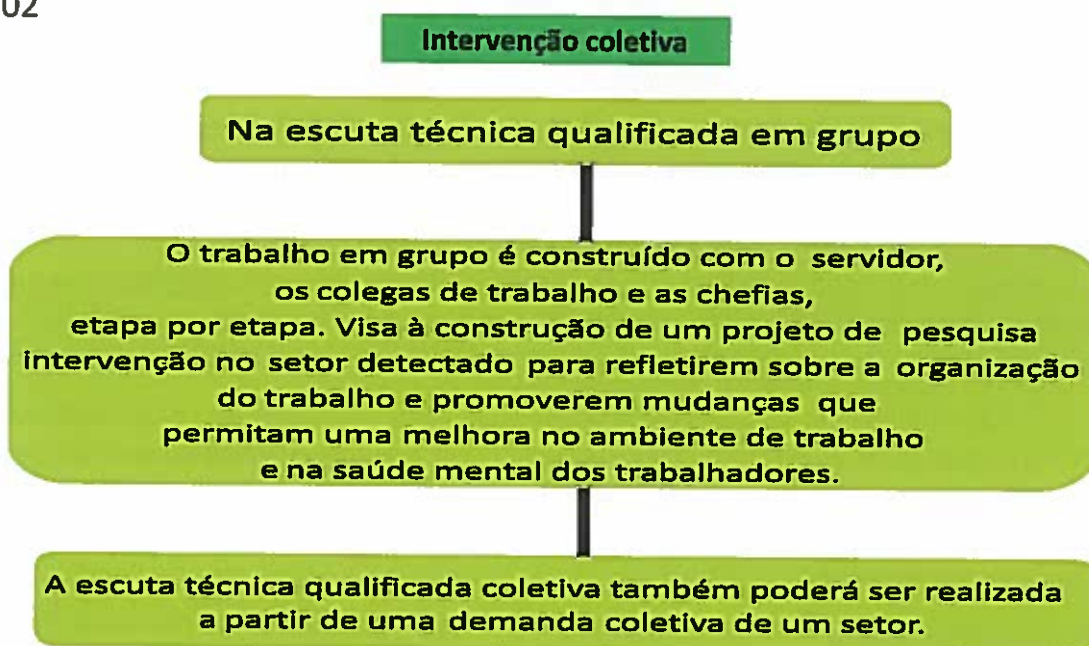 02
Intervenção coletiva
Na escuta técnica qualificada em grupo
O trabalho em grupo é construído com o servidor,
os colegas de trabalho e as chefias,
etapa por etapa. Visa à construção de um projeto de pesquisa
intervenção no setor detectado para refletirem sobre a organização
do trabalho e promoverem mudanças que
permitam uma melhora no ambiente de trabalho
e na saúde mental dos trabalhadores.
A escuta técnica qualificada coletiva também poderá ser realizada
a partir de uma demanda coletiva de um setor.